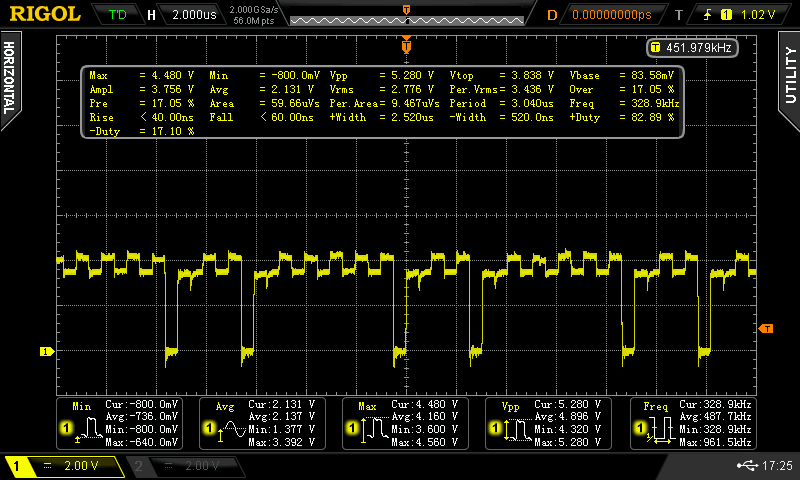 RIGOL T'D H 2.000us 2.000GSa/s 56.0M pts T D 0.00000000ps T 1 1.02 V
HORIZONTAL
UTILITY
T
T 451.979kHz
Max = 4.480 V Min = -800.0mV Vpp = 5.280 V Vtop = 3.838 V Vbase = 83.58mV
Ampl = 3.756 V Avg = 2.131 V Vrms = 2.776 V Per.Vrms= 3.436 V Over = 17.05 %
Pre = 17.05 % Area = 59.66uVs Per.Area= 9.467uVs Period = 3.040us Freq = 328.9kHz
Rise < 40.00ns Fall < 60.00ns +Width = 2.520us -Width = 520.0ns +Duty = 82.89 %
-Duty = 17.10 %
T
1
Min Cur:-800.0mV Avg Cur:2.131 V Max Cur:4.480 V Vpp Cur:5.280 V Freq Cur:328.9kHz
Avg:-736.0mV Avg:2.137 V Avg:4.160 V Avg:4.896 V Avg:487.7kHz
1 Min:-800.0mV 1 Min:1.377 V 1 Min:3.600 V 1 Min:4.320 V 1 Min:328.9kHz
Max:-640.0mV Max:3.392 V Max:4.560 V Max:5.280 V Max:961.5kHz
1 = 2.00 V 2 = 2.00 V 17:25